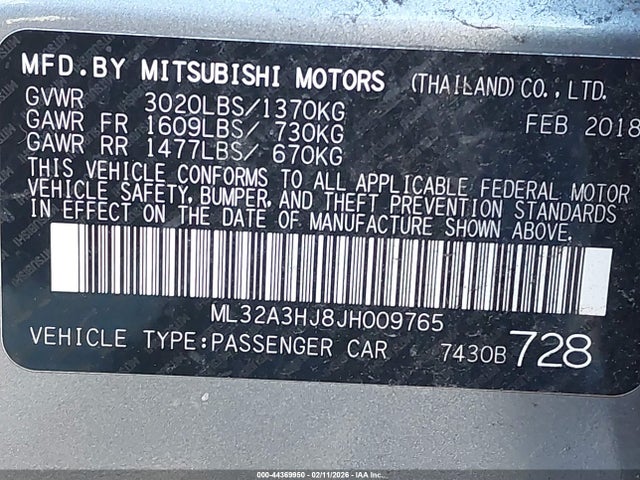 MFD.BY MITSUBISHI MOTORS (THAILAND)CO.,LTD.
GVWR 3020LBS/1370KG FEB 2018
GAWR FR 1609LBS/ 730KG
GAWR RR 1477LBS/ 670KG
THIS VEHICLE CONFORMS TO ALL APPLICABLE FEDERAL MOTOR
VEHICLE SAFETY, BUMPER, AND THEFT PREVENTION STANDARDS
IN EFFECT ON THE DATE OF MANUFACTURE SHOWN ABOVE.
ML32A3HJ8JH009765
VEHICLE TYPE:PASSENGER CAR 7430B 728
000-44369950 - 02/11/2026 - IAAI, Inc.